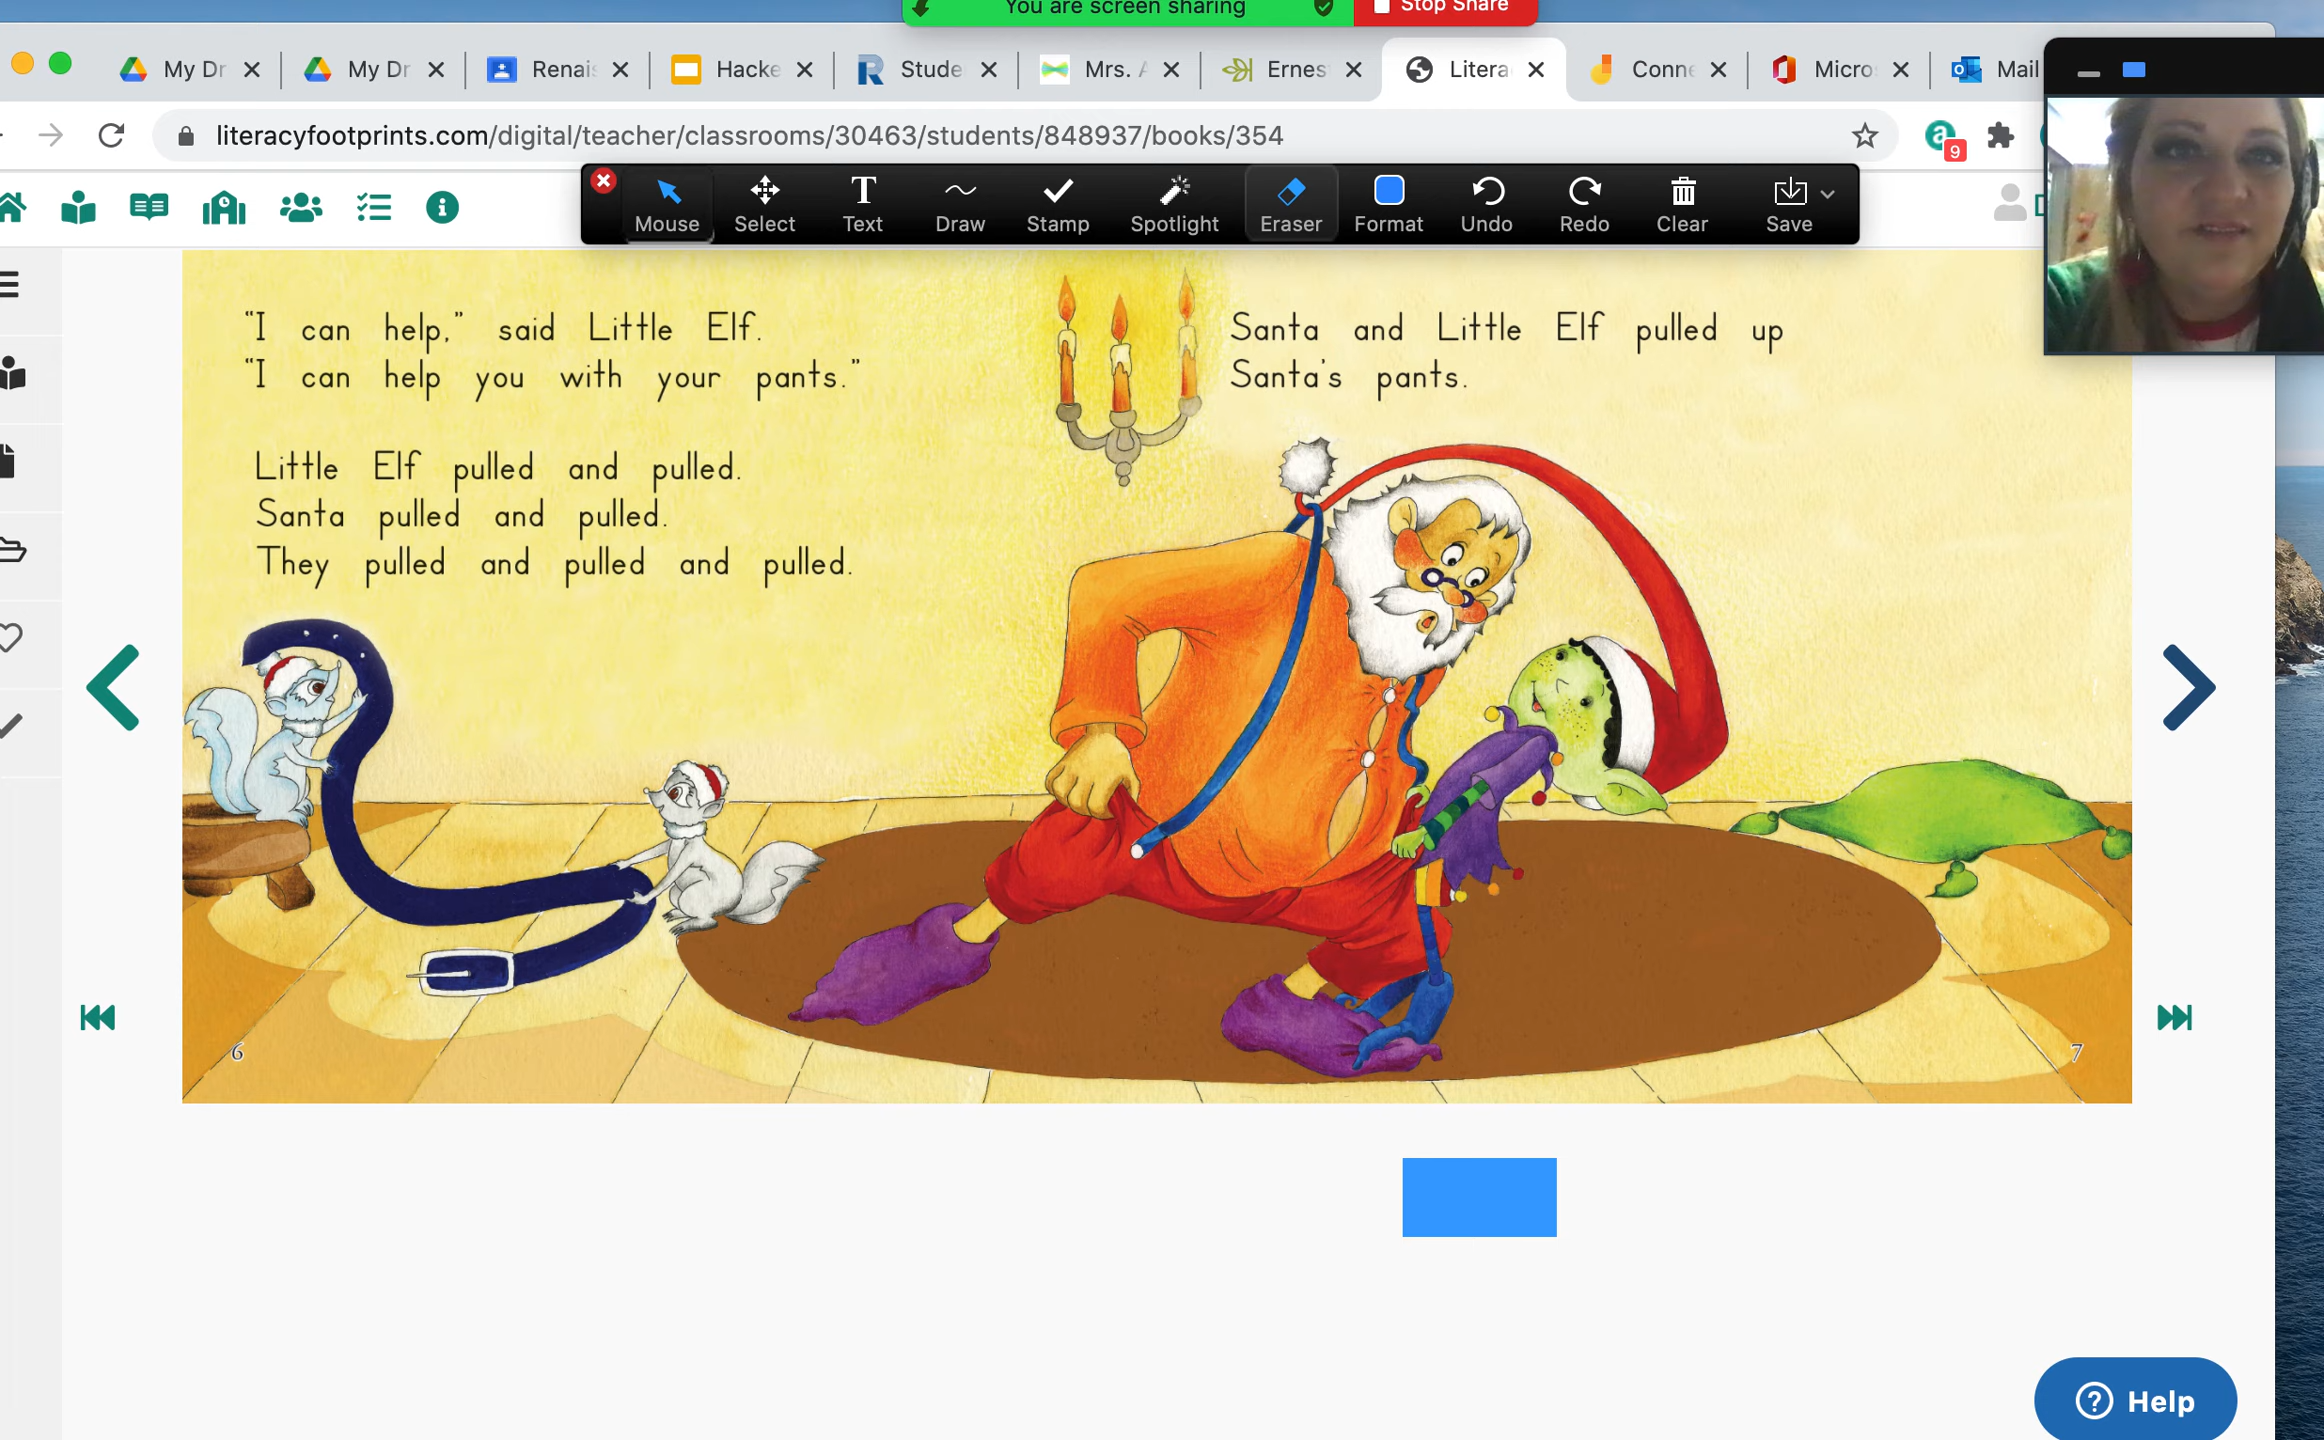 You are screen sharing
Stop Share
My Dr
My Dr
Renais
Hacke
Stude
Mrs. A
Ernes
Litera
Conne
Micro
Mail
literacyfootprints.com/digital/teacher/classrooms/30463/students/848937/books/354
9
Mouse
Select
Text
Draw
Stamp
Spotlight
Eraser
Format
Undo
Redo
Clear
Save
“I can help,” said Little Elf.
“I can help you with your pants.”
Little Elf pulled and pulled.
Santa pulled and pulled.
They pulled and pulled and pulled.
6
Santa and Little Elf pulled up
Santa's pants.
7
Help